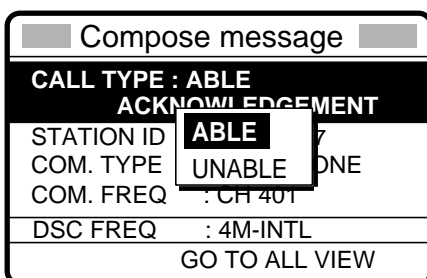 Compose message
CALL TYPE : ABLE
ACKNOWLEDGEMENT
STATION ID 7
ABLE
COM. TYPE ONE
UNABLE
COM. FREQ : CH 401
DSC FREQ : 4M-INTL
GO TO ALL VIEW